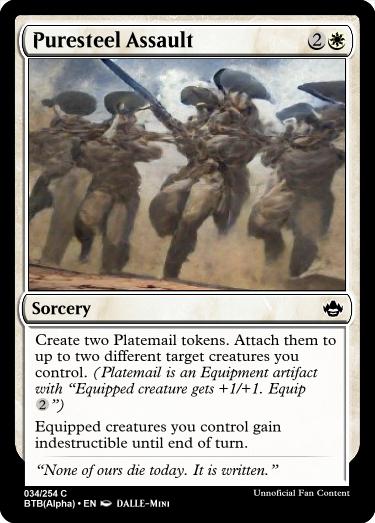 Puresteel Assault 2
Sorcery
Create two Platemail tokens. Attach them to
up to two different target creatures you
control. (Platemail is an Equipment artifact
with “Equipped creature gets +1/+1. Equip
2”)
Equipped creatures you control gain
indestructible until end of turn.
“None of ours die today. It is written.”
034/254 C
Unnofficial Fan Content
BTB(Alpha) • EN DALLE-MINI